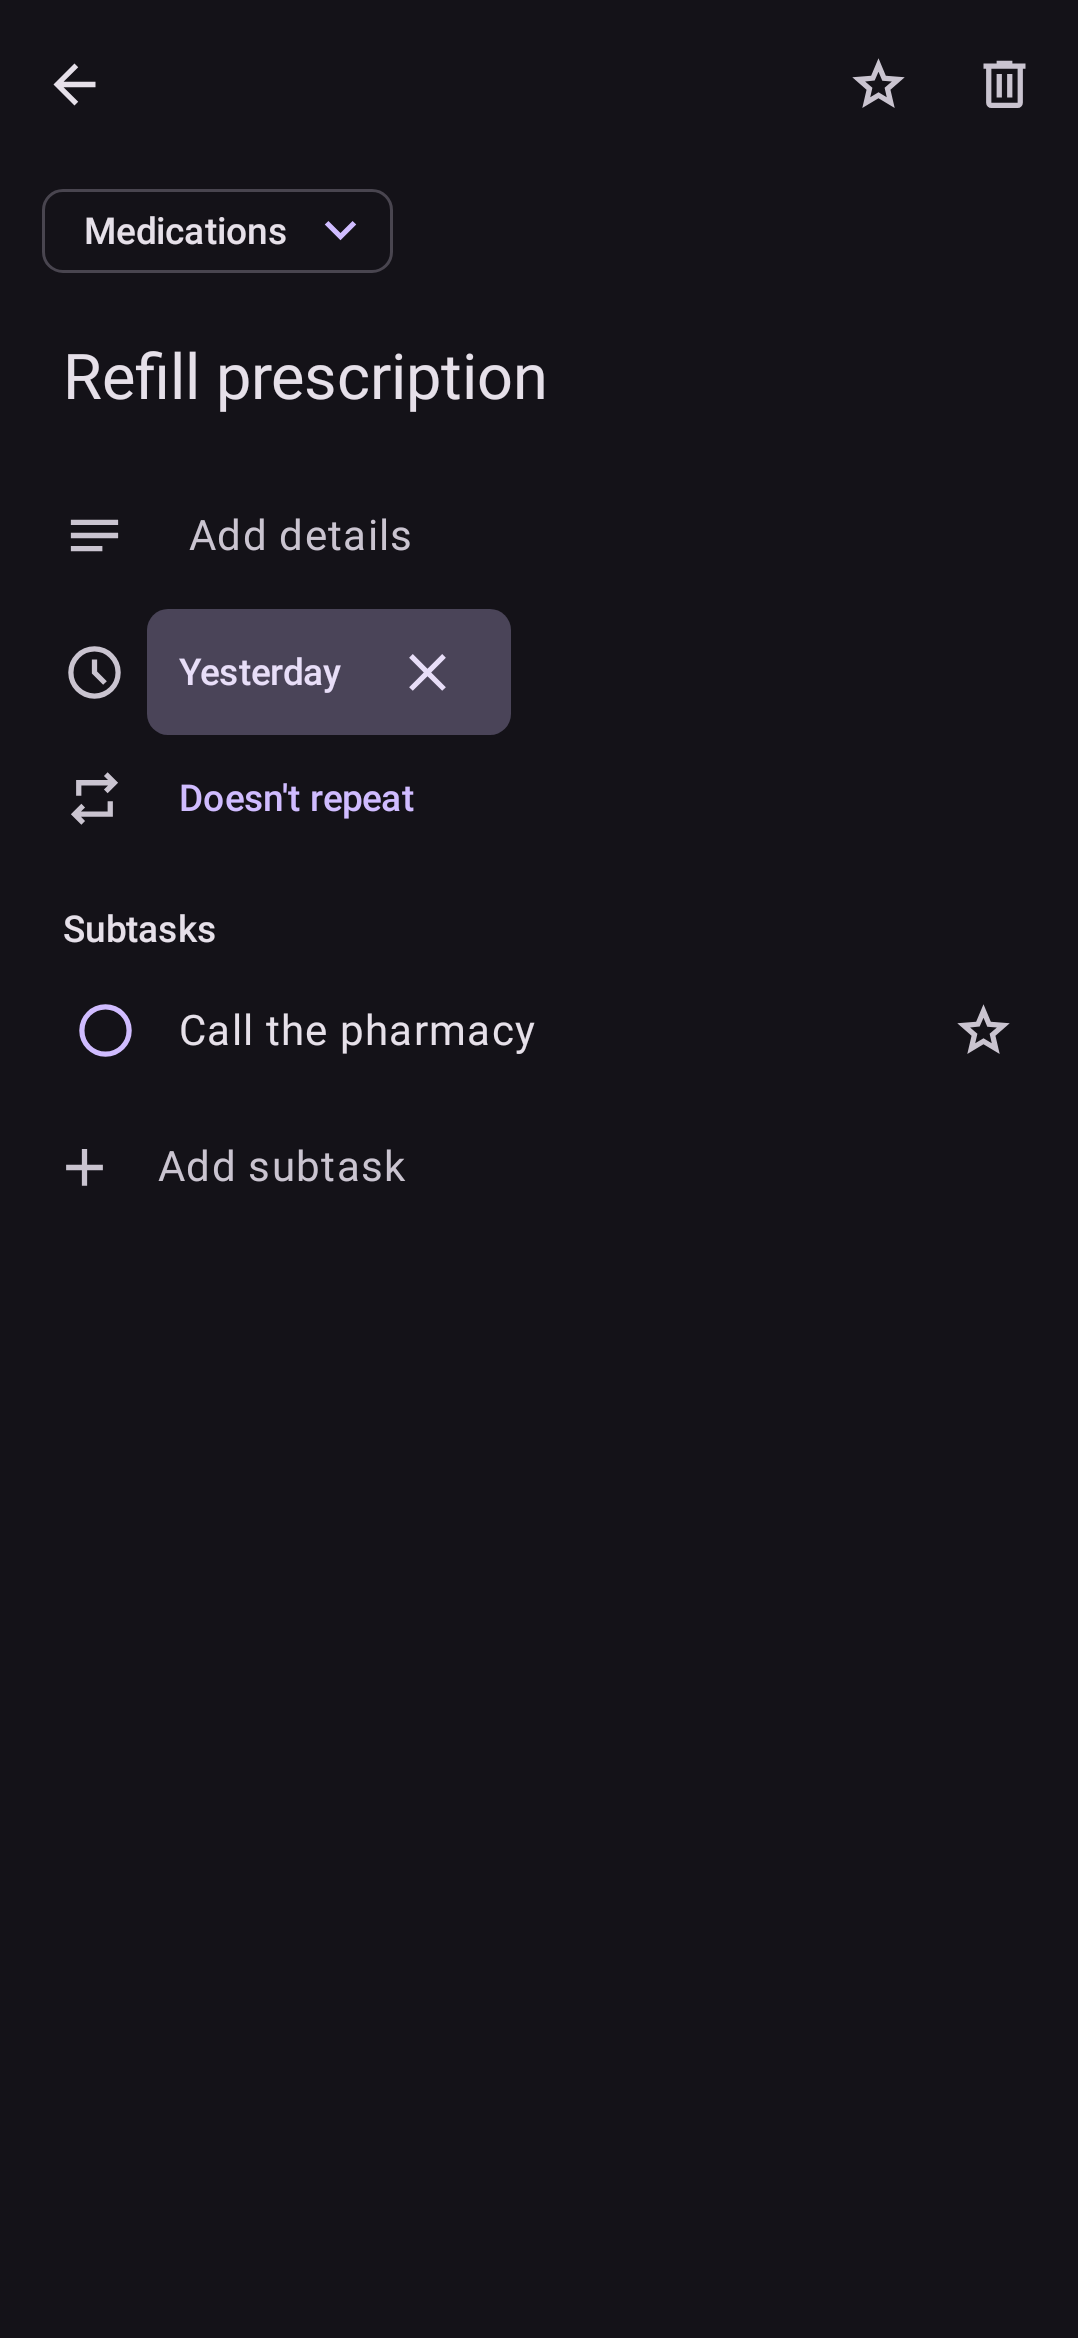 Medications
Refill prescription
Add details
Yesterday
Doesn't repeat
Subtasks
Call the pharmacy
Add subtask